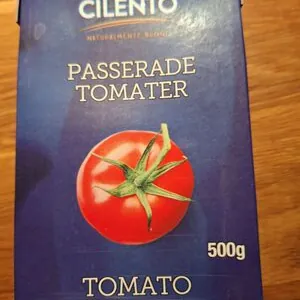 CILENTO
NATURALMENTE BUONO
PASSERADE
TOMATER
500g
TOMATO